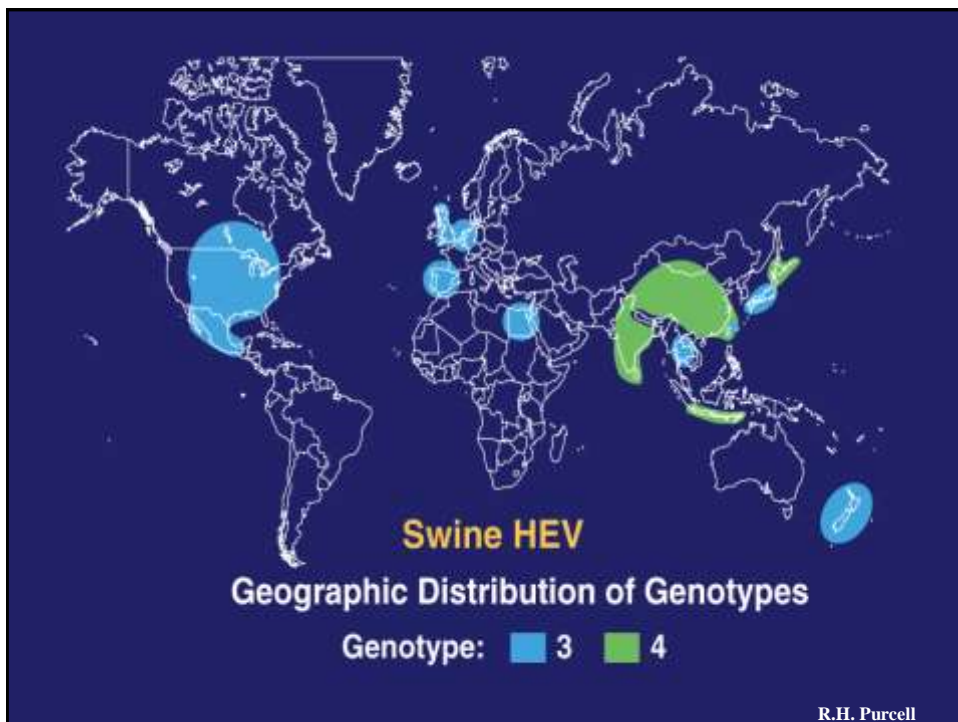 Swine HEV
Geographic Distribution of Genotypes
Genotype: 3 4
R.H. Purcell